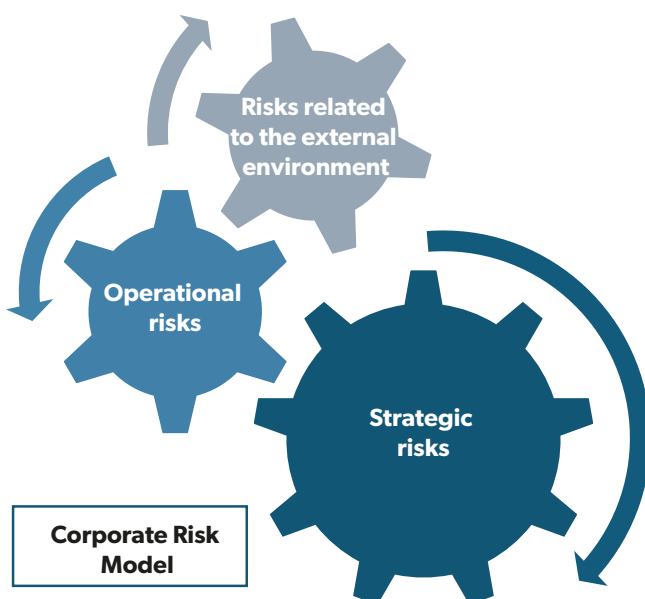 Risks related
to the external
environment
Operational
risks
Strategic
risks
Corporate Risk
Model